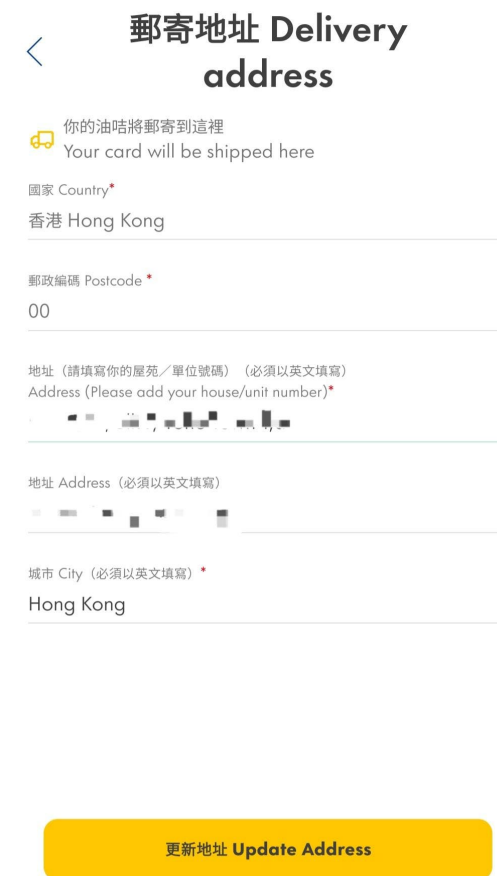 郵寄地址 Delivery
address
你的油咭將郵寄到這裡
Your card will be shipped here
國家 Country*
香港 Hong Kong
郵政編碼 Postcode *
00
地址（請填寫你的屋苑／單位號碼）（必須以英文填寫）
Address (Please add your house/unit number)*
地址 Address（必須以英文填寫）
城市 City（必須以英文填寫）*
Hong Kong
更新地址 Update Address